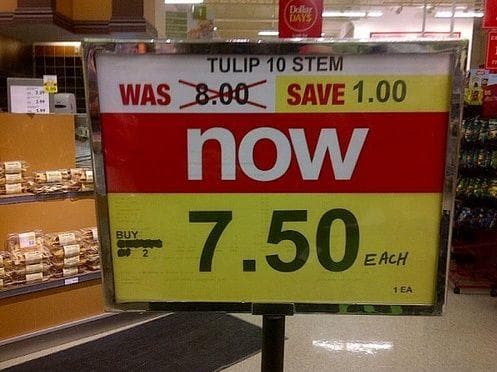 Dollar
DAYS
TULIP 10 STEM
WAS 8.00 SAVE 1.00
now
BUY
2
7.50 EACH
1 EA